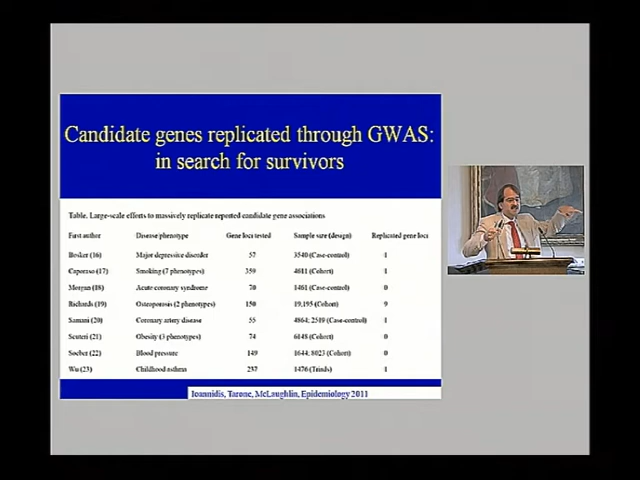 Candidate genes replicated through GWAS:
in search for survivors
Table. Large-scale efforts to massively replicate reported candidate gene associations
First author Disease/phenotype Gene loci tested Sample size (design) Replicated gene loci
Bosker (16) Major depressive disorder 57 3540 (Case-control) 1
Caporaso (17) Smoking (7 phenotypes) 359 4611 (Cohort) 1
Morgan (18) Acute coronary syndrome 70 1461 (Case-control) 0
Richards (19) Osteoporosis (2 phenotypes) 150 19,195 (Cohort) 9
Samani (20) Coronary artery disease 55 4864; 2519 (Case-control) 1
Scuteri (21) Obesity (3 phenotypes) 74 6148 (Cohort) 0
Sober (22) Blood pressure 149 1644; 8023 (Cohort) 0
Wu (23) Childhood asthma 237 1476 (Trinds) 1
Ioannidis, Tarone, McLaughlin, Epidemiology 2011